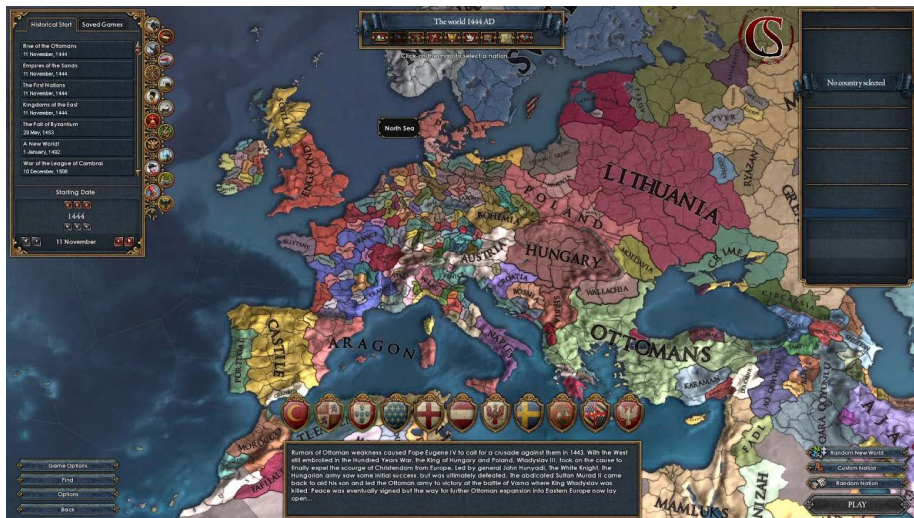 Historical Start
Saved Games
Rise of the Ottomans
11 November, 1444
Empires of the Sands
11 November, 1444
The First Nations
11 November, 1444
Kingdoms of the East
11 November, 1444
The Fall of Byzantium
29 May, 1453
A New World!
1 January, 1492
War of the League of Cambrai
10 December, 1508
Starting Date
1444
11 November
The world 1444 AD
Click on the map to select a nation
CS
No country selected
North Sea
ENGLAND
LITHUANIA
POLAND
TVER
RYAZAN
BOHEMIA
AUSTRIA
HUNGARY
MOLDAVIA
WALLACHIA
CRIMEA
CIRCASSIA
CROATIA
BOSNIA
SERBIA
BRITTANY
NAPLES
OTTOMANS
KARAMAN
CASTILE
PORTUGAL
ARAGON
MOROCCO
TAFILALT
MAMLUKS
QARA QOYUNLU
Rumors of Ottoman weakness caused Pope Eugene IV to call for a crusade against them in 1443. With the West
still embroiled in the Hundred Years War, the King of Hungary and Poland, Wladyslav III, took on the cause to
finally expel the scourge of Christendom from Europe. Led by general John Hunyadi, the White Knight, the
Hungarian army saw some initial success, but was ultimately defeated. The abdicated Sultan Murad II came
back to aid his son and led the Ottoman army to victory at the battle of Varna where King Wladyslav was
killed. Peace was eventually signed but the way for further Ottoman expansion into Eastern Europe now lay
open...
Game Options
Find
Options
Back
Random New World
Custom Nation
Random Nation
PLAY